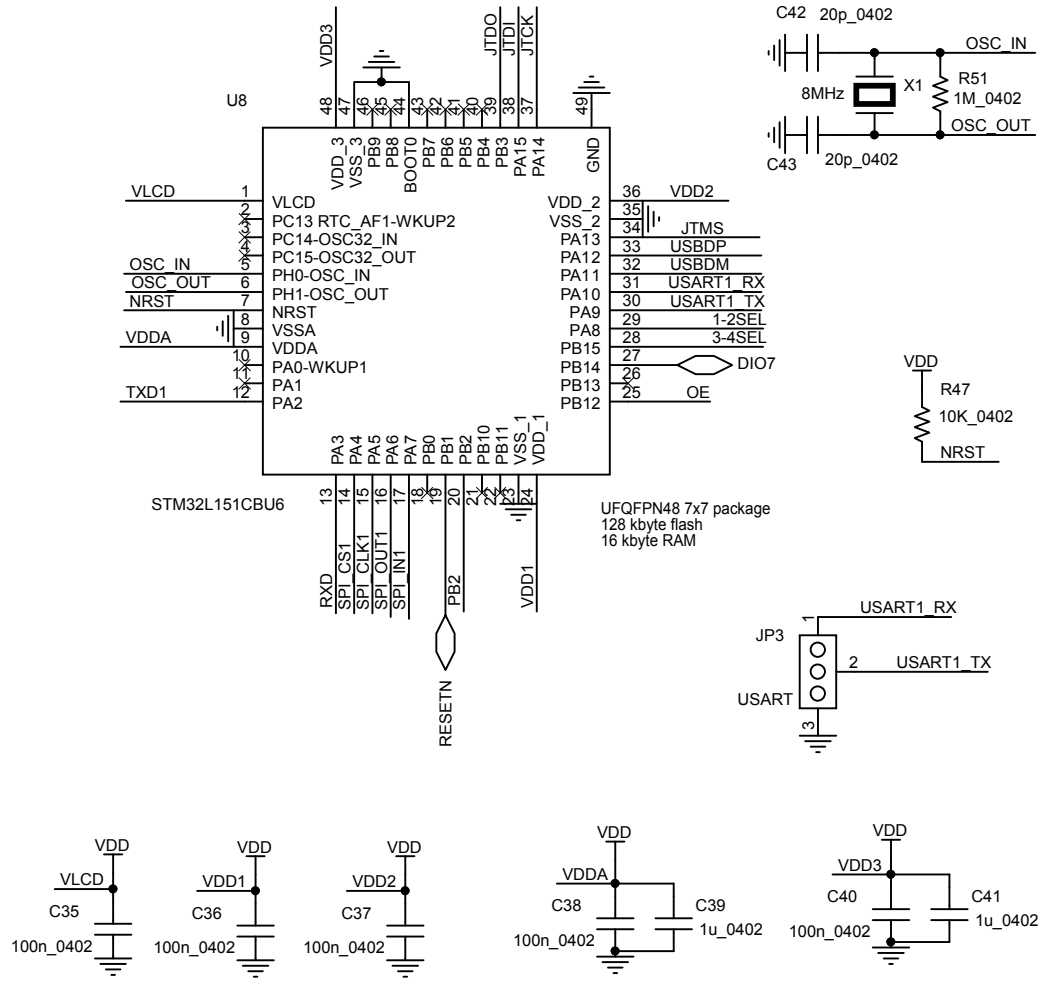 C42 20p_0402
OSC_IN
8MHz X1
R51
1M_0402
OSC_OUT
C43 20p_0402
VDD3 JTDO JTDI JTCK
U8
48 47 46 45 44 43 42 41 40 39 38 37 49
VDD_3 VSS_3 PB9 PB8 BOOT0 PB7 PB6 PB5 PB4 PB3 PA15 PA14 GND
VLCD 1 VLCD
2 PC13 RTC_AF1-WKUP2
3 PC14-OSC32_IN
4 PC15-OSC32_OUT
OSC_IN 5 PH0-OSC_IN
OSC_OUT 6 PH1-OSC_OUT
NRST 7 NRST
8 VSSA
VDDA 9 VDDA
10 PA0-WKUP1
11 PA1
TXD1 12 PA2
VDD_2 36 VDD2
VSS_2 35
PA13 34 JTMS
PA12 33 USBDP
PA11 32 USBDM
PA10 31 USART1_RX
PA9 30 USART1_TX
PA8 29 1-2SEL
PB15 28 3-4SEL
PB14 27 DIO7
PB13 26
PB12 25 OE
PA3 PA4 PA5 PA6 PA7 PB0 PB1 PB2 PB10 PB11 VSS_1 VDD_1
13 14 15 16 17 18 19 20 21 22 23 24
RXD SPI_CS1 SPI_CLK1 SPI_OUT1 SPI_IN1 PB2 VDD1
RESETN
STM32L151CBU6
UFQFPN48 7x7 package
128 kbyte flash
16 kbyte RAM
VDD
R47
10K_0402
NRST
JP3
1 USART1_RX
2 USART1_TX
USART
3
VDD
VLCD
C35
100n_0402
VDD
VDD1
C36
100n_0402
VDD
VDD2
C37
100n_0402
VDD
VDDA
C38 C39
100n_0402 1u_0402
VDD
VDD3
C40 C41
100n_0402 1u_0402